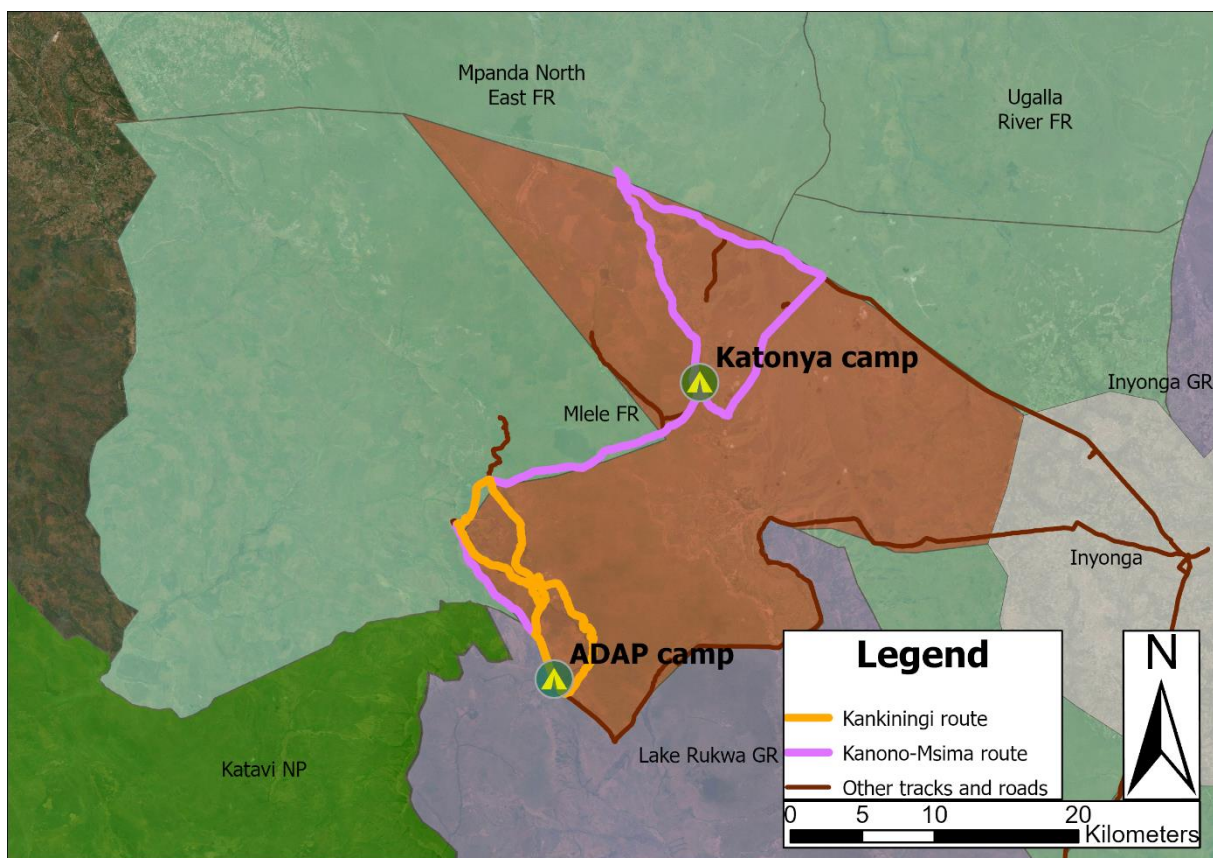 Mpanda North
East FR
Ugalla
River FR
Katonya camp
Inyonga GR
Mlele FR
Inyonga
ADAP camp
Lake Rukwa GR
Katavi NP
Legend
Kankiningi route
Kanono-Msima route
Other tracks and roads
N
0 5 10 20
Kilometers